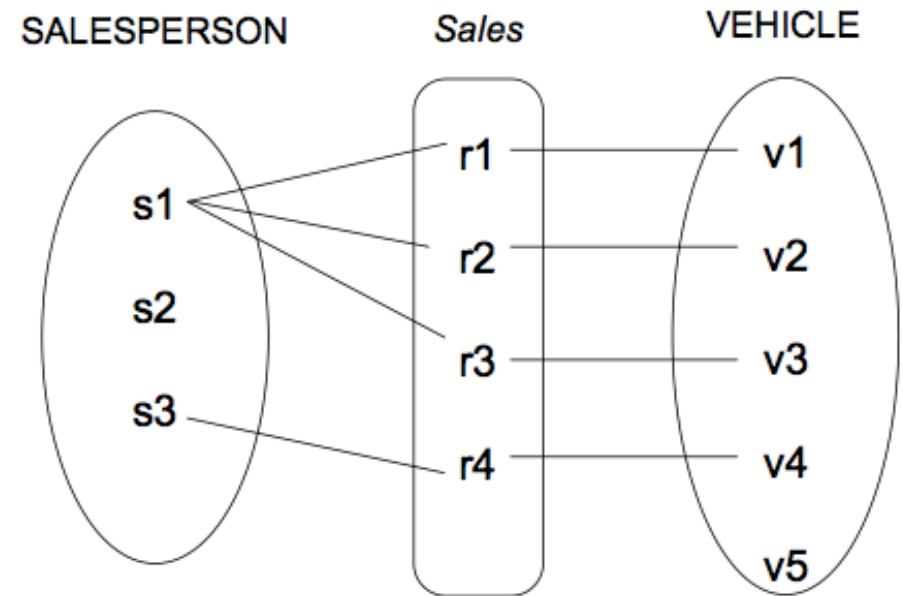 SALESPERSON Sales VEHICLE
r1 v1
s1
r2 v2
s2
r3 v3
s3
r4 v4
v5